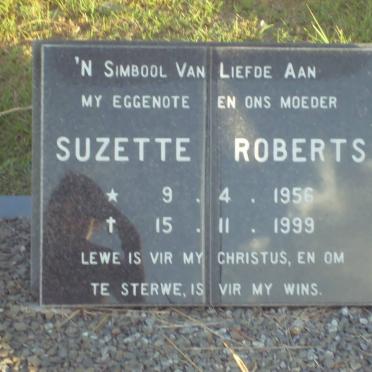 'N SIMBOOL VAN LIEFDE AAN
MY EGGENOTE EN ONS MOEDER
SUZETTE ROBERTS
★ 9 . 4 . 1956
† 15 . 11 . 1999
LEWE IS VIR MY CHRISTUS, EN OM
TE STERWE, IS VIR MY WINS.